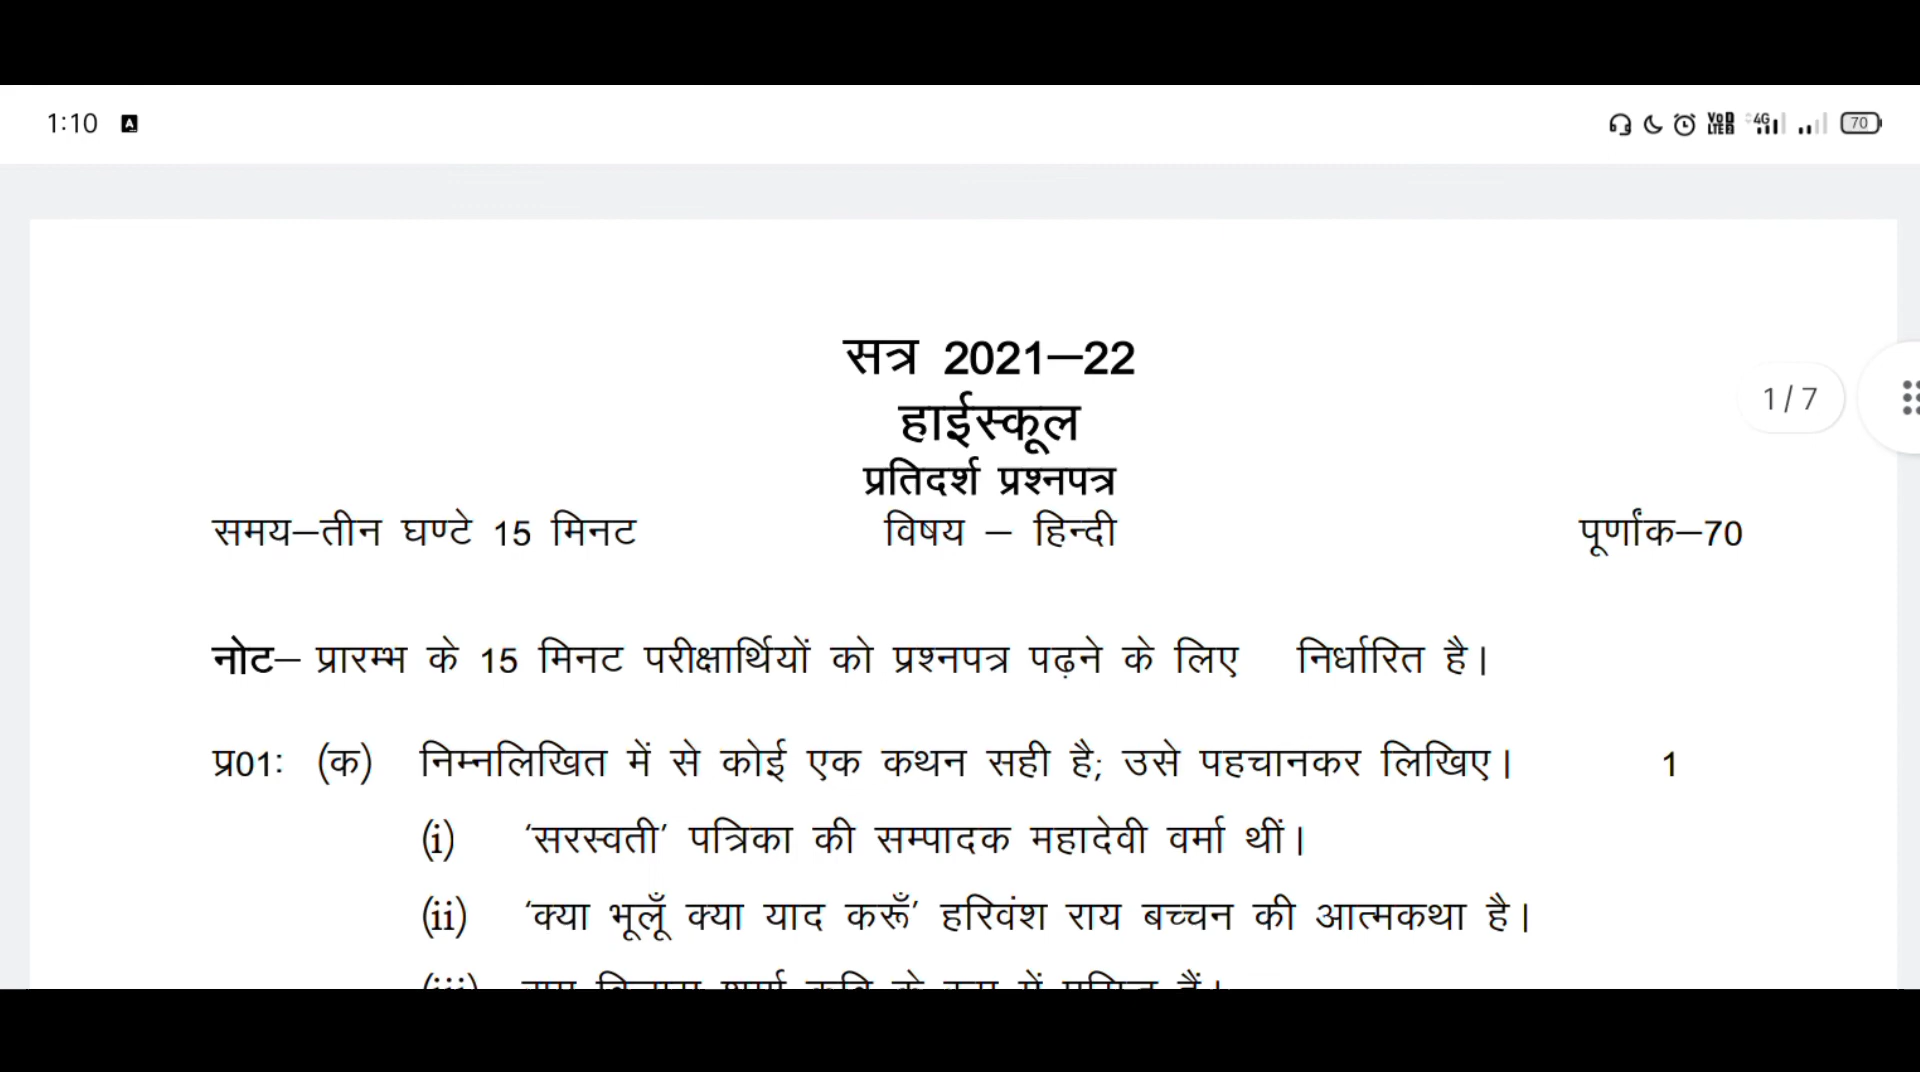 1:10
4G 70
सत्र 2021–22
हाईस्कूल
1 / 7
प्रतिदर्श प्रश्नपत्र
समय–तीन घण्टे 15 मिनट विषय – हिन्दी पूर्णांक–70
नोट– प्रारम्भ के 15 मिनट परीक्षार्थियों को प्रश्नपत्र पढ़ने के लिए निर्धारित है।
प्र01: (क) निम्नलिखित में से कोई एक कथन सही है; उसे पहचानकर लिखिए। 1
(i) ‘सरस्वती’ पत्रिका की सम्पादक महादेवी वर्मा थीं।
(ii) ‘क्या भूलूँ क्या याद करूँ’ हरिवंश राय बच्चन की आत्मकथा है।